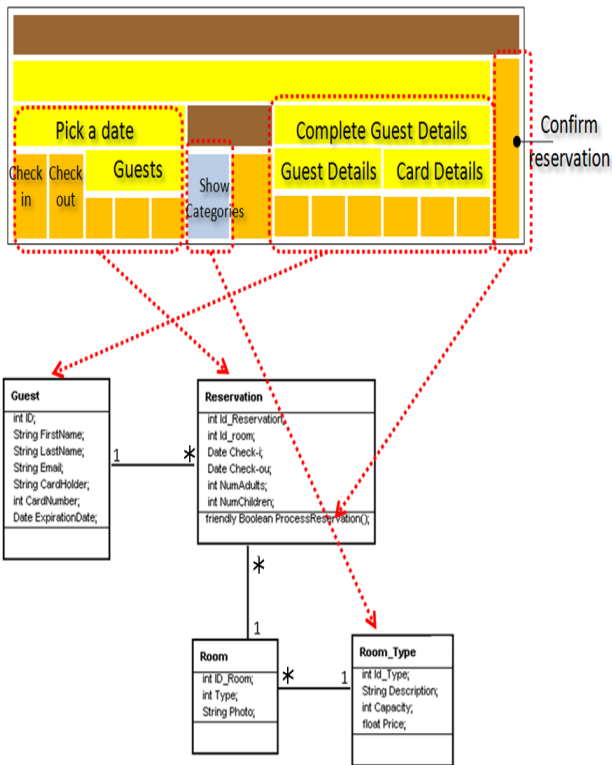 Pick a date
Complete Guest Details
Confirm
reservation
Check
in
Check
out
Guests
Show
Categories
Guest Details
Card Details
Guest
int ID;
String FirstName;
String LastName;
String Email;
String CardHolder;
int CardNumber;
Date ExpirationDate;
1
*
Reservation
int Id_Reservation;
int Id_room;
Date Check-i;
Date Check-ou;
int NumAdults;
int NumChildren;
friendly Boolean ProcessReservation();
*
1
Room
int ID_Room;
int Type;
String Photo;
*
1
Room_Type
int Id_Type;
String Description;
int Capacity;
float Price;